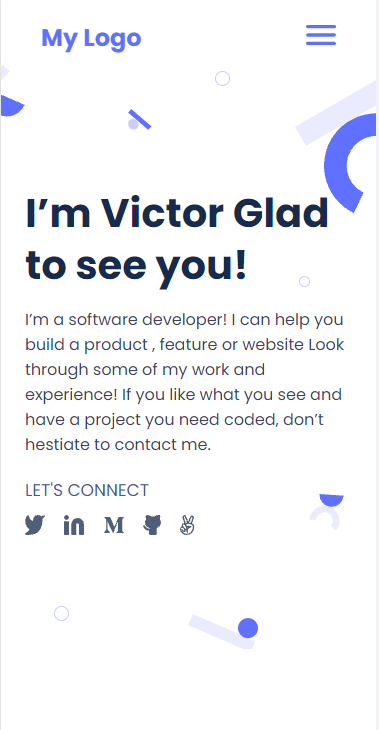 My Logo
I’m Victor Glad
to see you!
I’m a software developer! I can help you
build a product , feature or website Look
through some of my work and
experience! If you like what you see and
have a project you need coded, don’t
hestiate to contact me.
LET'S CONNECT